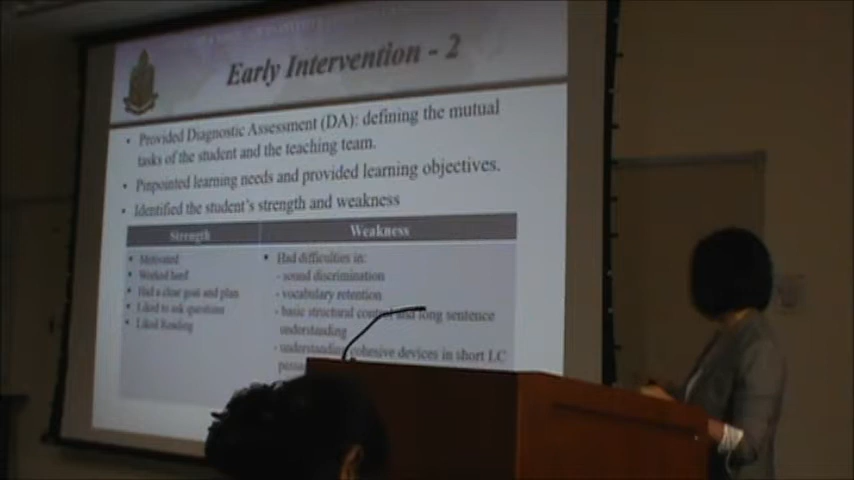 Early Intervention - 2
• Provided Diagnostic Assessment (DA): defining the mutual
tasks of the student and the teaching team.
• Pinpointed learning needs and provided learning objectives.
• Identified the student's strength and weakness
Strength
Weakness
• Motivated
• Worked hard
• Had a clear goal and plan
• Liked to ask questions
• Liked Reading
• Had difficulties in:
- sound discrimination
- vocabulary retention
- basic structural control and long sentence
understanding
- understanding cohesive devices in short LC